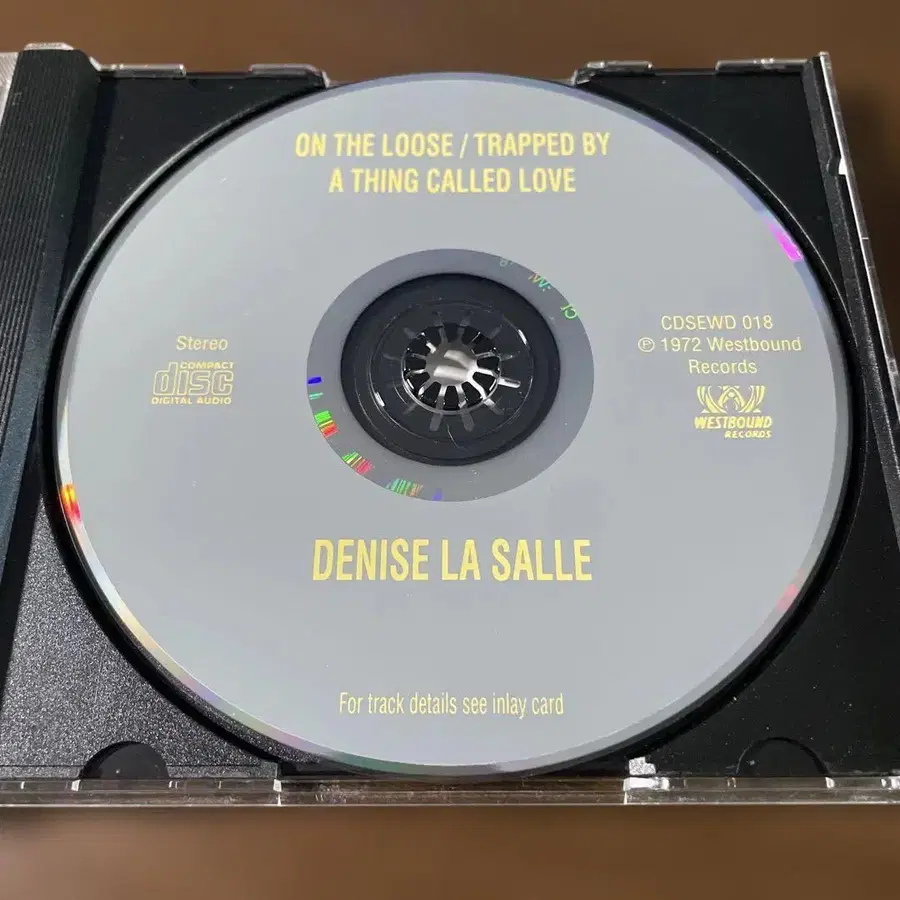 ON THE LOOSE / TRAPPED BY
A THING CALLED LOVE
Stereo
COMPACT
disc
DIGITAL AUDIO
CDSEWD 018
℗ 1972 Westbound
Records
WESTBOUND
RECORDS
DENISE LA SALLE
For track details see inlay card